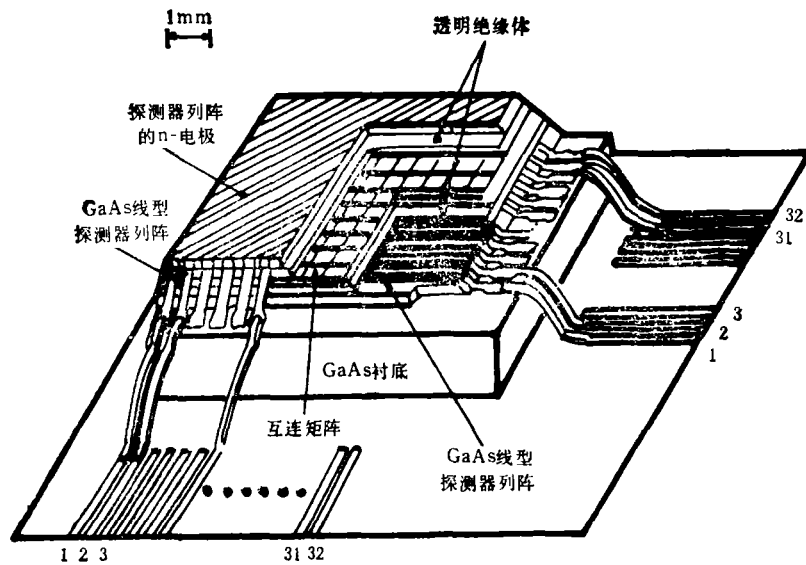 1mm
透明绝缘体
探测器列阵
的n-电极
GaAs线型
探测器列阵
32
31
3
2
1
GaAs衬底
互连矩阵
GaAs线型
探测器列阵
1 2 3
31 32